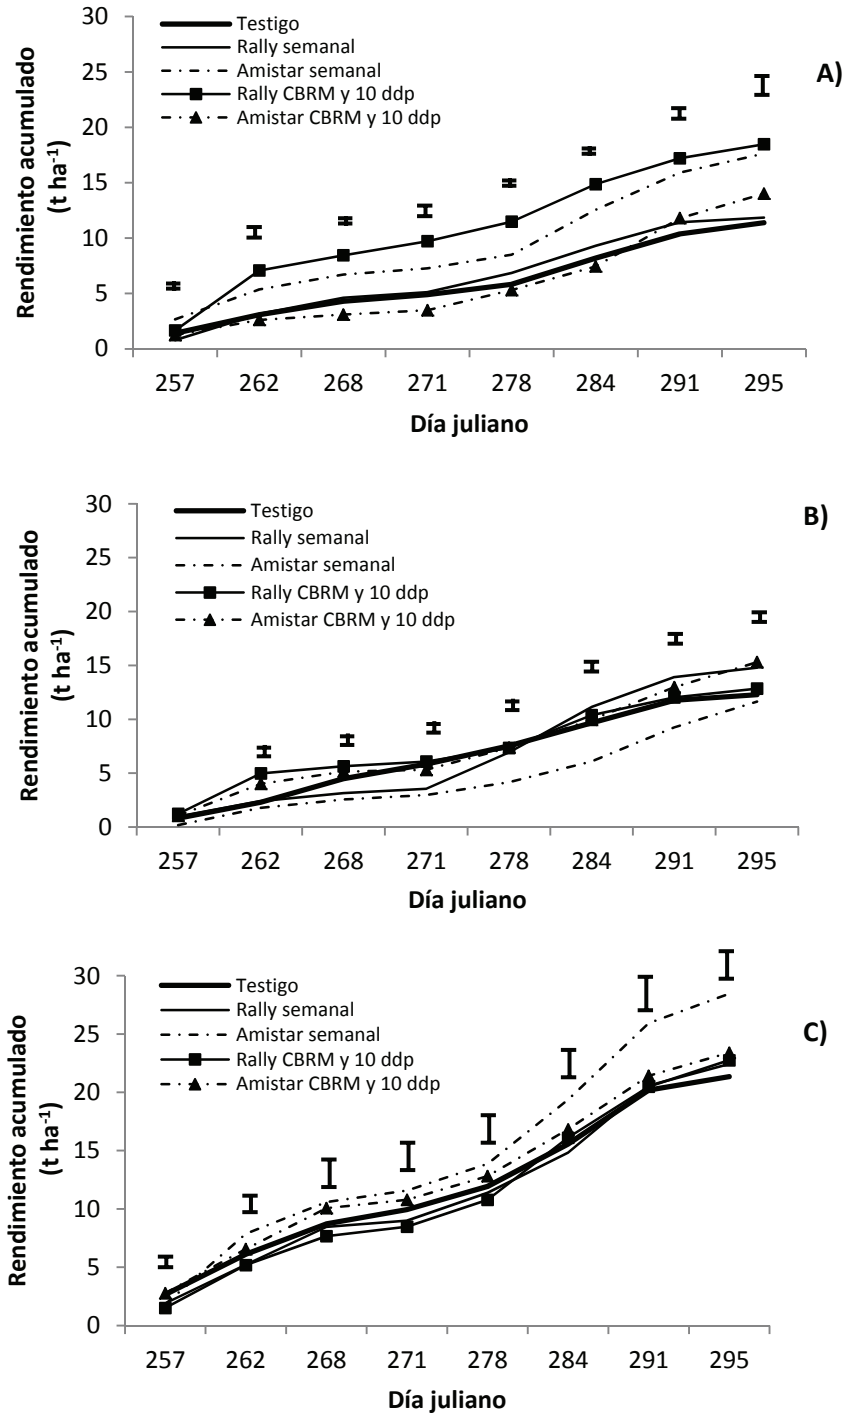 A)
Rendimiento acumulado
(t ha-1)
30
25
20
15
10
5
0
Testigo
Rally semanal
Amistar semanal
Rally CBRM y 10 ddp
Amistar CBRM y 10 ddp
257 262 268 271 278 284 291 295
Día juliano
B)
Rendimiento acumulado
(t ha-1)
30
25
20
15
10
5
0
Testigo
Rally semanal
Amistar semanal
Rally CBRM y 10 ddp
Amistar CBRM y 10 ddp
257 262 268 271 278 284 291 295
Día juliano
C)
Rendimiento acumulado
(t ha-1)
30
25
20
15
10
5
0
Testigo
Rally semanal
Amistar semanal
Rally CBRM y 10 ddp
Amistar CBRM y 10 ddp
257 262 268 271 278 284 291 295
Día juliano